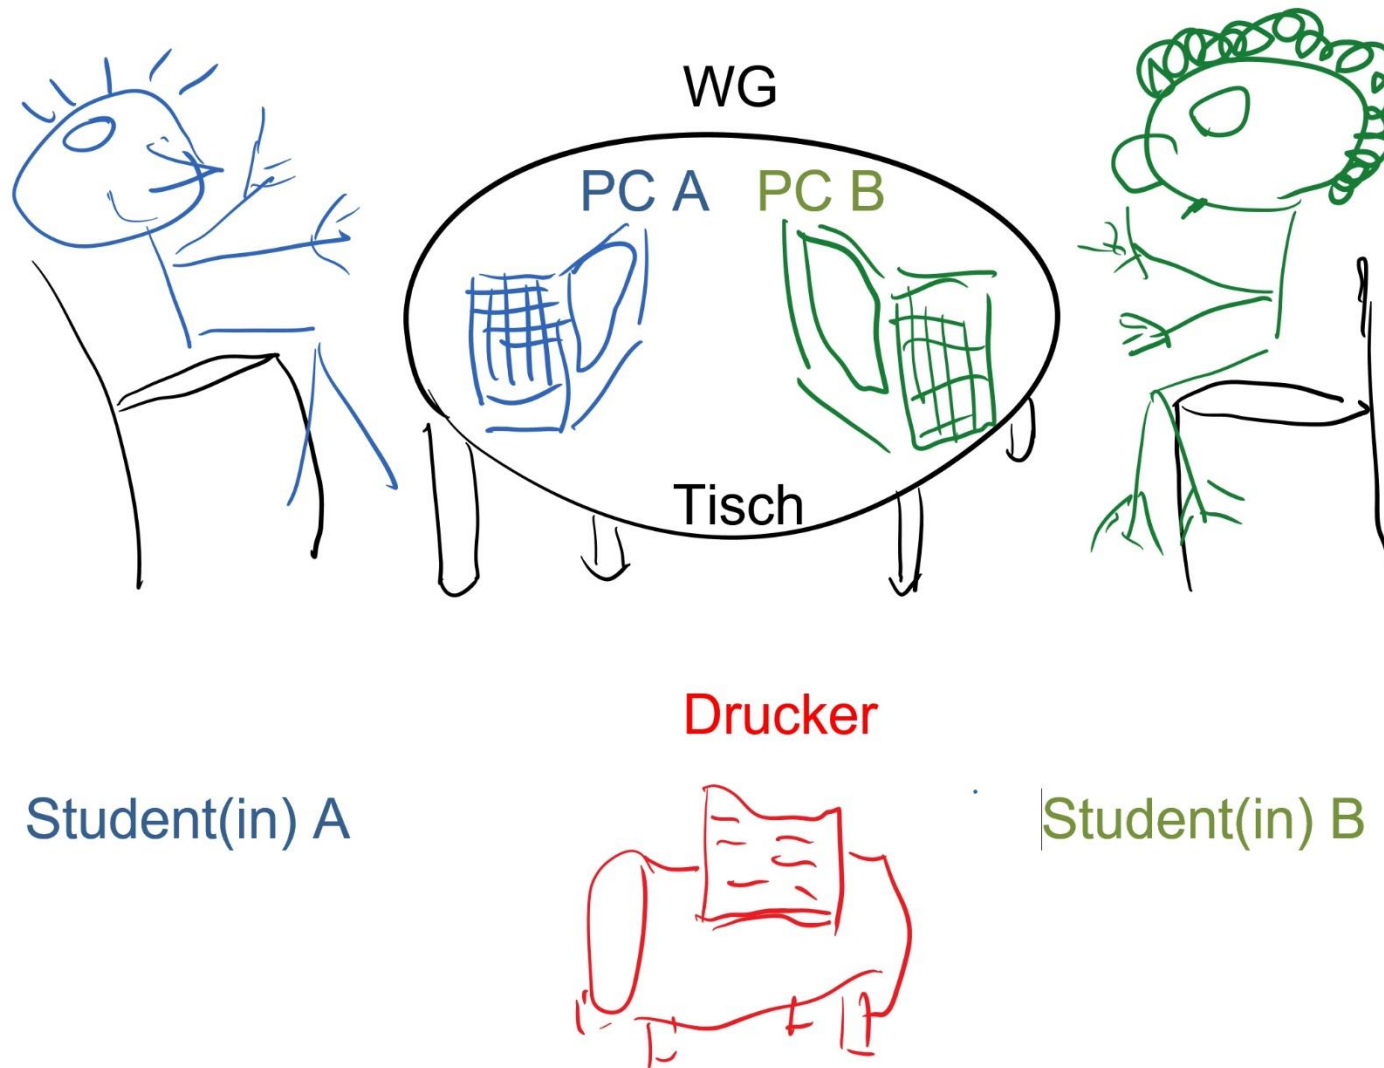 WG
PC A PC B
Tisch
Drucker
Student(in) A
Student(in) B